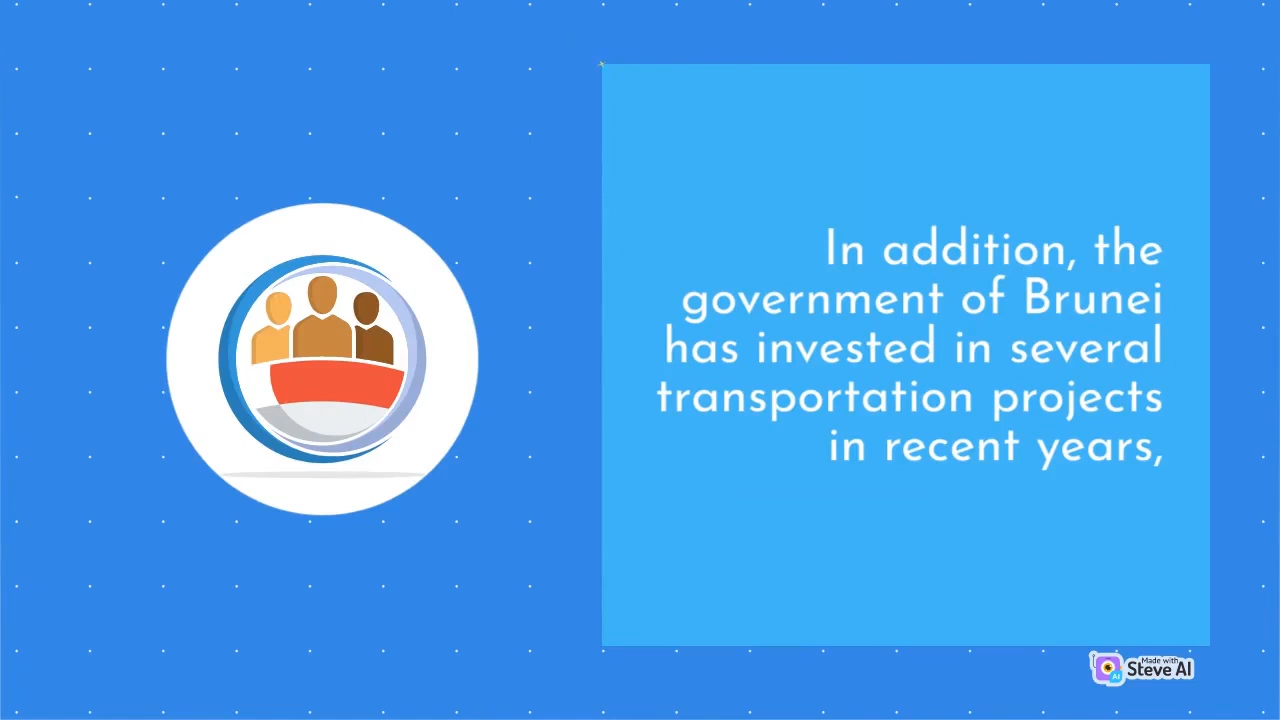 In addition, the
government of Brunei
has invested in several
transportation projects
in recent years,
Made with
Steve AI
AI